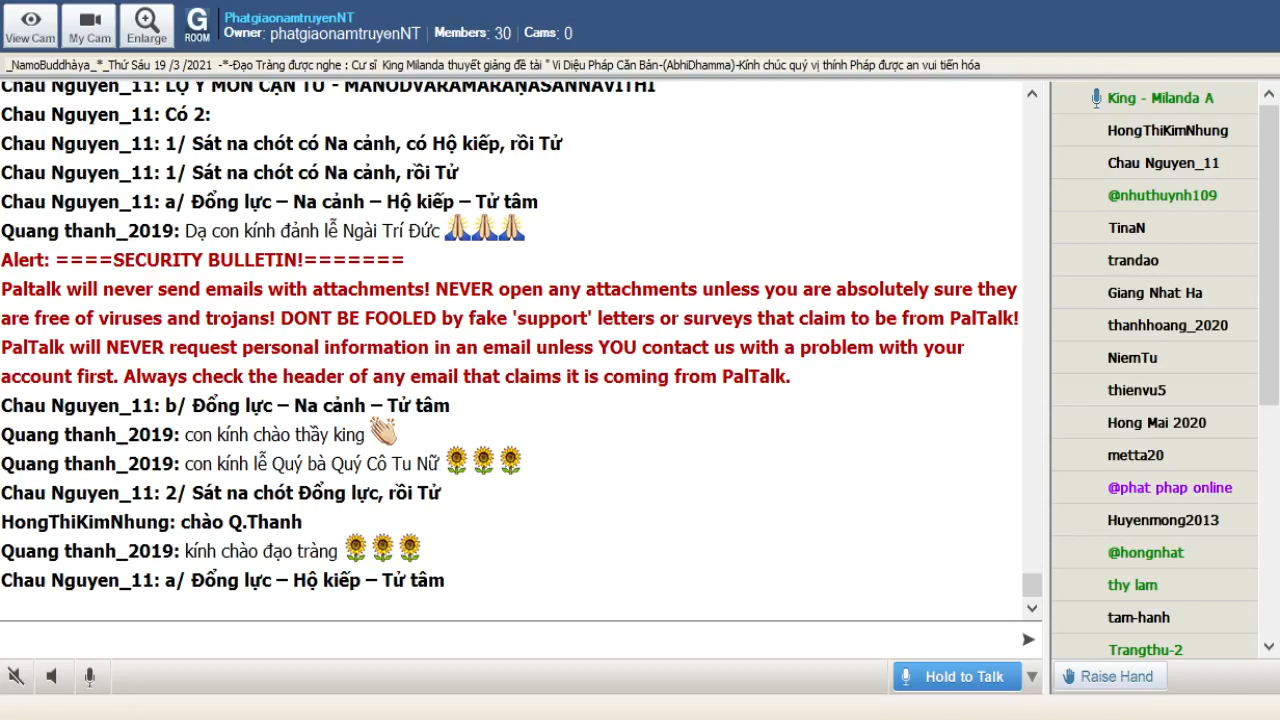 PhatgiaonamtruyenNT
Owner: phatgiaonamtruyenNT | Members: 30 | Cams: 0
View Cam
My Cam
Enlarge
G ROOM
_NamoBuddhàya_*_Thứ Sáu 19 /3 /2021 -*-Đạo Tràng được nghe : Cư sĩ King Milanda thuyết giảng đề tài " Vi Diệu Pháp Căn Bản-(AbhiDhamma)-Kính chúc quý vị thính Pháp được an vui tiến hóa
Chau Nguyen_11: LỘ Ý MÔN CẬN TỬ - MANODVĀRAMARAṆĀSANNAVĪTHI
Chau Nguyen_11: Có 2:
Chau Nguyen_11: 1/ Sát na chót có Na cảnh, có Hộ kiếp, rồi Tử
Chau Nguyen_11: 1/ Sát na chót có Na cảnh, rồi Tử
Chau Nguyen_11: a/ Đổng lực – Na cảnh – Hộ kiếp – Tử tâm
Quang thanh_2019: Dạ con kính đảnh lễ Ngài Trí Đức 🙏🙏🙏
Alert: ====SECURITY BULLETIN!=======
Paltalk will never send emails with attachments! NEVER open any attachments unless you are absolutely sure they
are free of viruses and trojans! DONT BE FOOLED by fake 'support' letters or surveys that claim to be from PalTalk!
PalTalk will NEVER request personal information in an email unless YOU contact us with a problem with your
account first. Always check the header of any email that claims it is coming from PalTalk.
Chau Nguyen_11: b/ Đổng lực – Na cảnh – Tử tâm
Quang thanh_2019: con kính chào thầy king 👏
Quang thanh_2019: con kính lễ Quý bà Quý Cô Tu Nữ 🌻🌻🌻
Chau Nguyen_11: 2/ Sát na chót Đổng lực, rồi Tử
HongThiKimNhung: chào Q.Thanh
Quang thanh_2019: kính chào đạo tràng 🌻🌻🌻
Chau Nguyen_11: a/ Đổng lực – Hộ kiếp – Tử tâm
King - Milanda A
HongThiKimNhung
Chau Nguyen_11
@nhuthuynh109
TinaN
trandao
Giang Nhat Ha
thanhhoang_2020
NiemTu
thienvu5
Hong Mai 2020
metta20
@phat phap online
Huyenmong2013
@hongnhat
thy lam
tam-hanh
Trangthu-2
Hold to Talk
Raise Hand